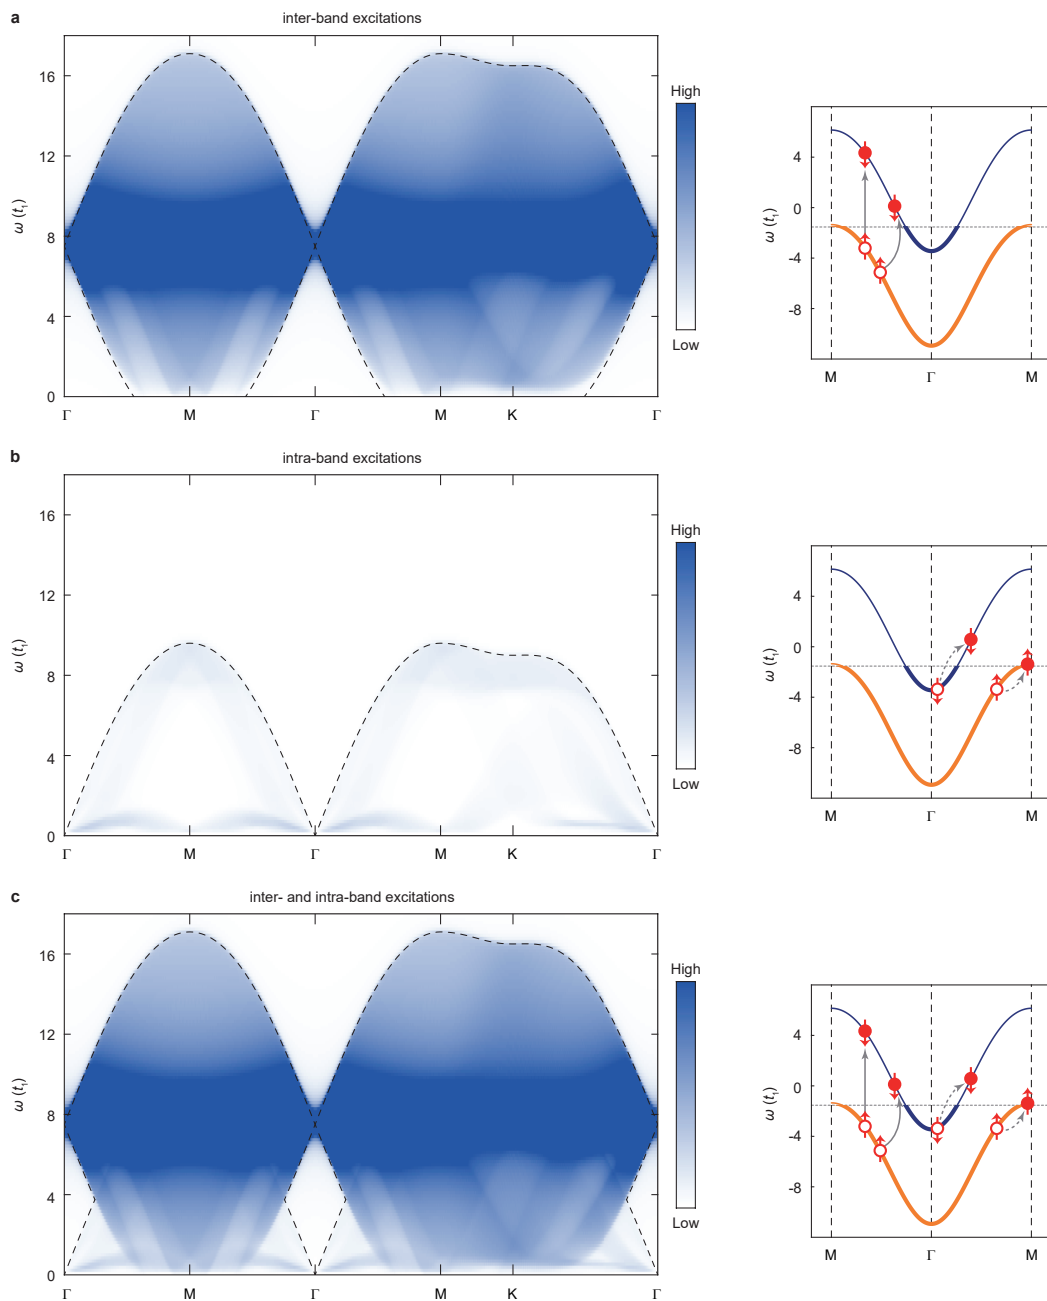 a
inter-band excitations
16
12
8
4
0
ω (t₁)
Γ M Γ M K Γ
High
Low
4
0
-4
-8
ω (t₁)
M Γ M
b
intra-band excitations
16
12
8
4
0
ω (t₁)
Γ M Γ M K Γ
High
Low
4
0
-4
-8
ω (t₁)
M Γ M
c
inter- and intra-band excitations
16
12
8
4
0
ω (t₁)
Γ M Γ M K Γ
High
Low
4
0
-4
-8
ω (t₁)
M Γ M